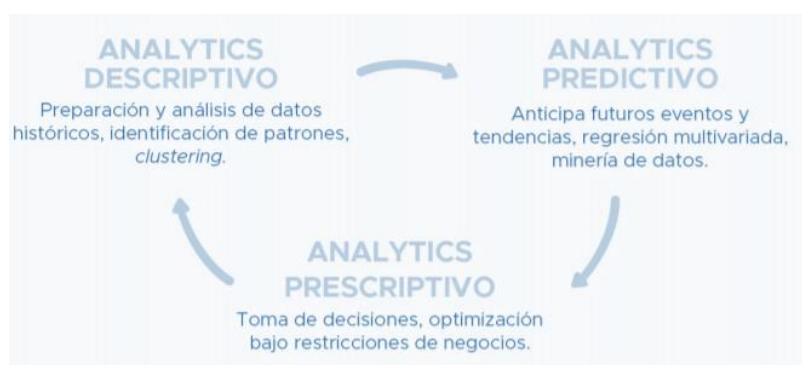 ANALYTICS
DESCRIPTIVO
Preparación y análisis de datos
históricos, identificación de patrones,
clustering.
ANALYTICS
PREDICTIVO
Anticipa futuros eventos y
tendencias, regresión multivariada,
minería de datos.
ANALYTICS
PRESCRIPTIVO
Toma de decisiones, optimización
bajo restricciones de negocios.